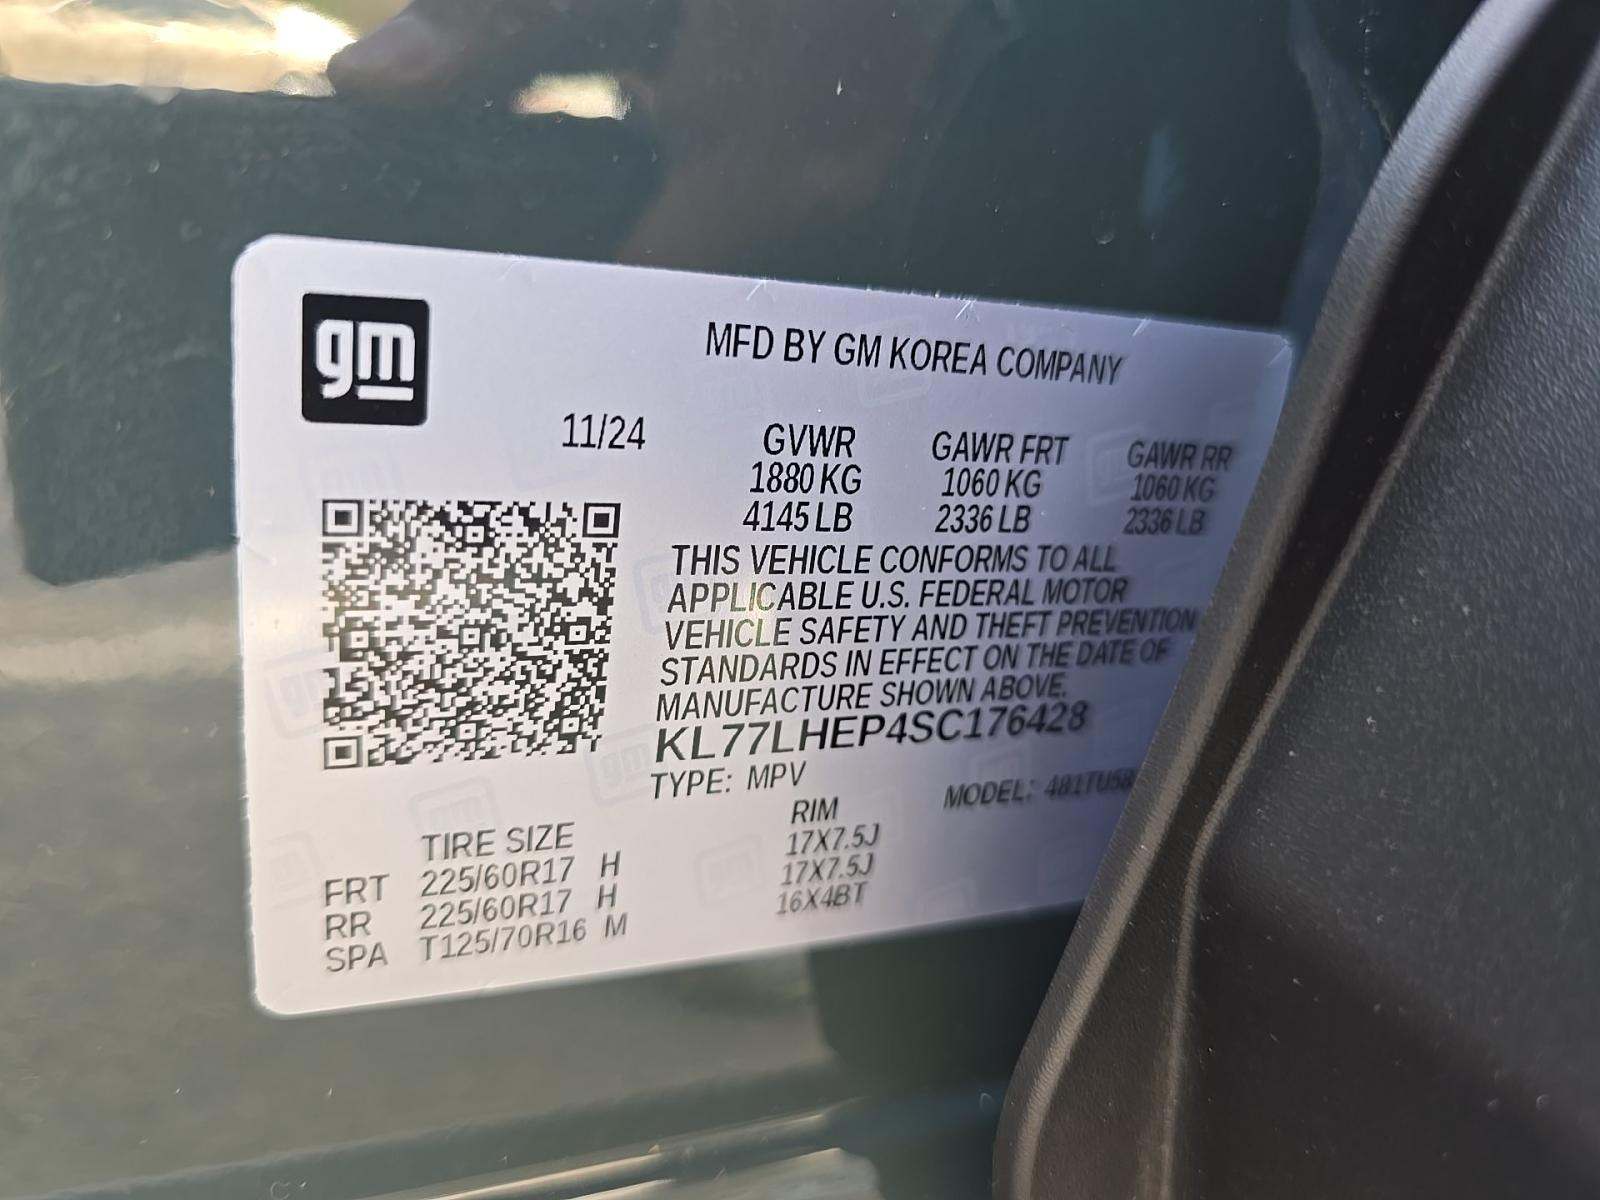 gm
MFD BY GM KOREA COMPANY
11/24 GVWR GAWR FRT GAWR RR
1880 KG 1060 KG 1060 KG
4145 LB 2336 LB 2336 LB
THIS VEHICLE CONFORMS TO ALL
APPLICABLE U.S. FEDERAL MOTOR
VEHICLE SAFETY AND THEFT PREVENTION
STANDARDS IN EFFECT ON THE DATE OF
MANUFACTURE SHOWN ABOVE.
KL77LHEP4SC176428
TYPE: MPV MODEL:
TIRE SIZE RIM
FRT 225/60R17 H 17X7.5J
RR 225/60R17 H 17X7.5J
SPA T125/70R16 M 16X4BT